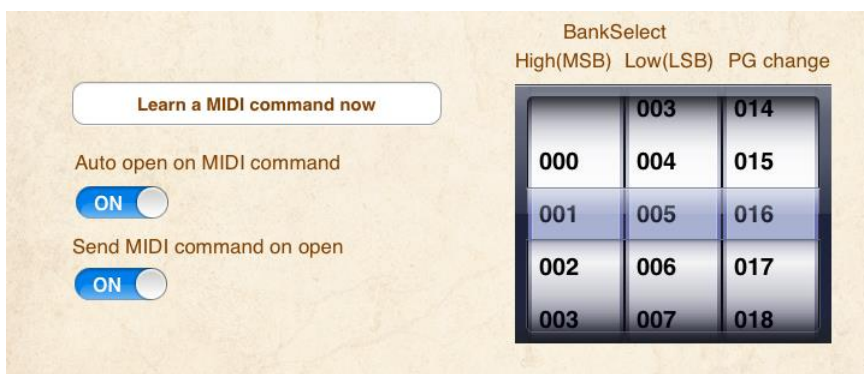 BankSelect
High(MSB) Low(LSB) PG change
Learn a MIDI command now
003 014
Auto open on MIDI command
000 004 015
ON
001 005 016
Send MIDI command on open
002 006 017
ON
003 007 018